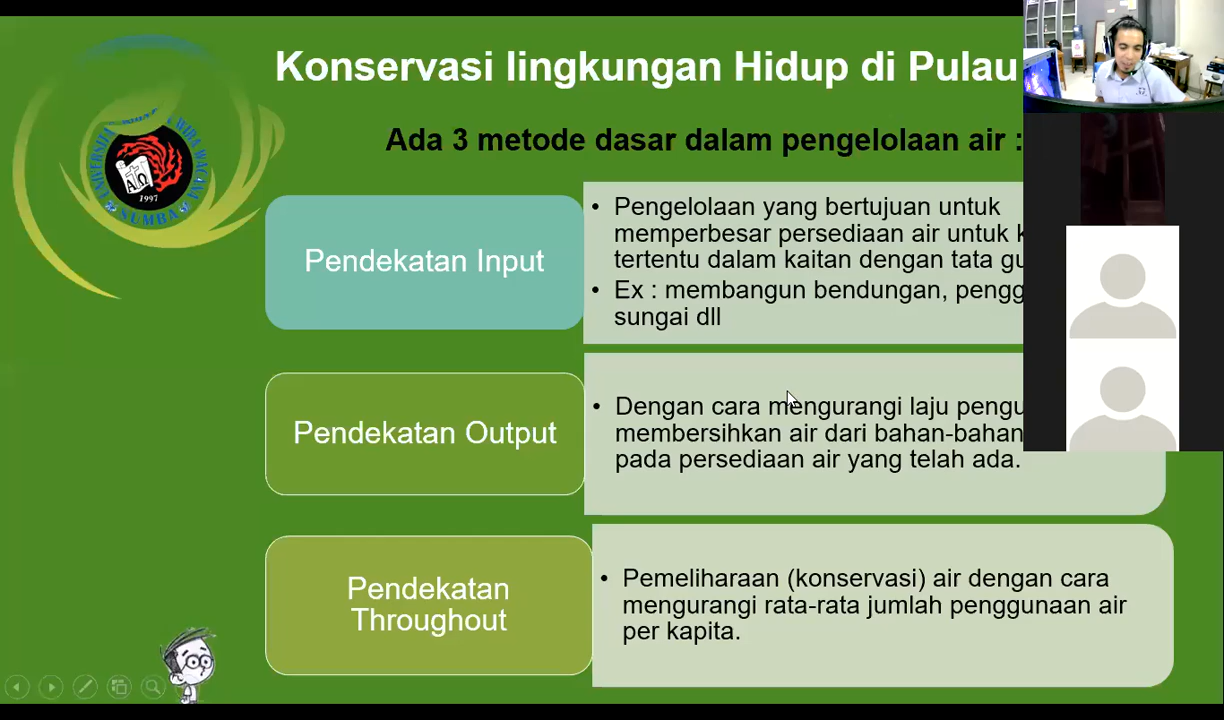 Konservasi lingkungan Hidup di Pulau
Ada 3 metode dasar dalam pengelolaan air :
Pendekatan Input
• Pengelolaan yang bertujuan untuk
memperbesar persediaan air untuk
tertentu dalam kaitan dengan tata
• Ex : membangun bendungan,
sungai dll
Pendekatan Output
• Dengan cara mengurangi laju
membersihkan air dari bahan-bahan
pada persediaan air yang telah ada.
Pendekatan
Throughout
• Pemeliharaan (konservasi) air dengan cara
mengurangi rata-rata jumlah penggunaan air
per kapita.
WIRA WACANA
SUMBA
1997